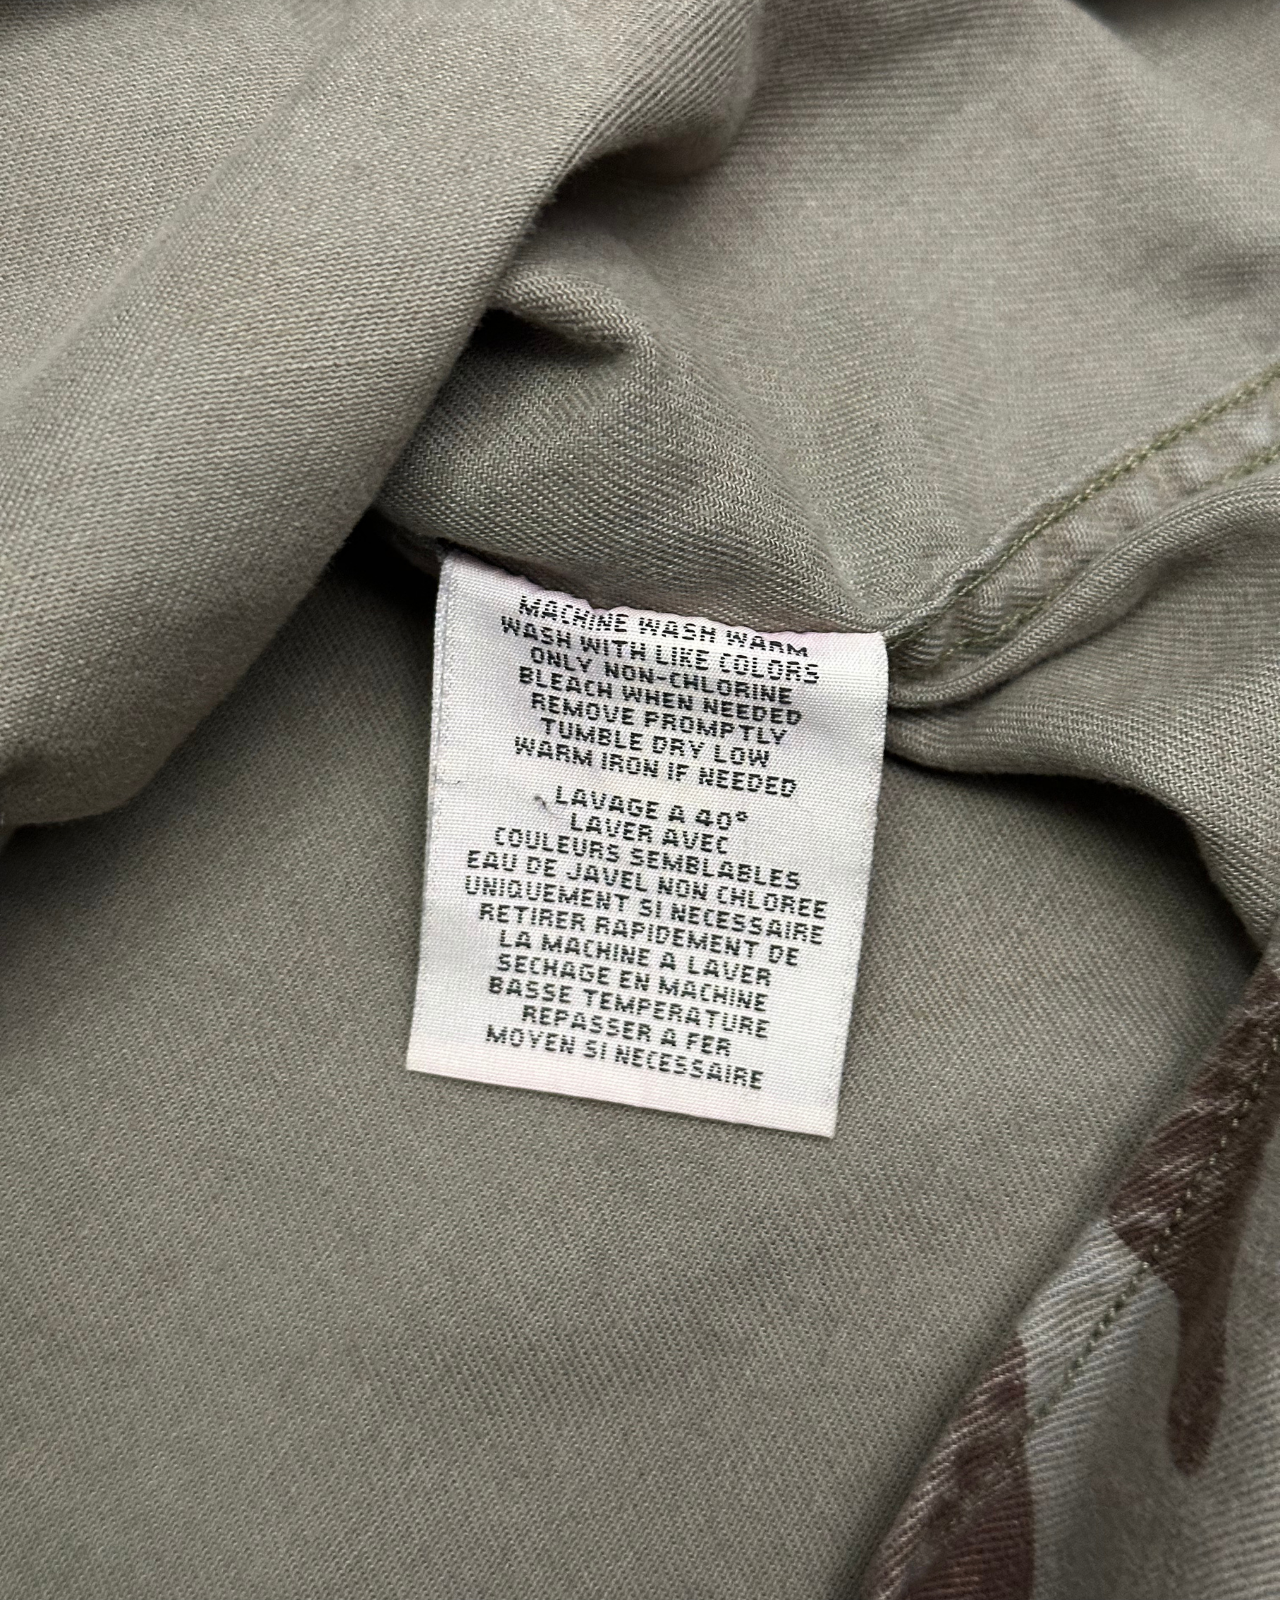 MACHINE WASH WARM
WASH WITH LIKE COLORS
ONLY NON-CHLORINE
BLEACH WHEN NEEDED
REMOVE PROMPTLY
TUMBLE DRY LOW
WARM IRON IF NEEDED
LAVAGE A 40°
LAVER AVEC
COULEURS SEMBLABLES
EAU DE JAVEL NON CHLOREE
UNIQUEMENT SI NECESSAIRE
RETIRER RAPIDEMENT DE
LA MACHINE A LAVER
SECHAGE EN MACHINE
BASSE TEMPERATURE
REPASSER A FER
MOYEN SI NECESSAIRE